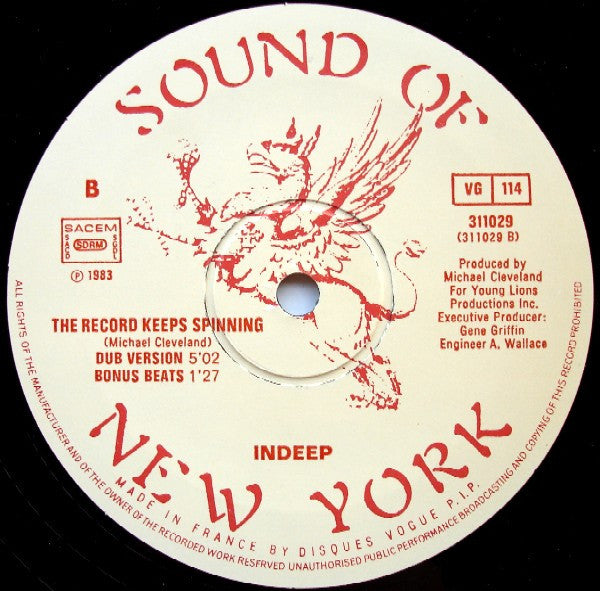 SOUND OF
B
SACEM
SACD
SDRM
SGDL
℗ 1983
VG 114
311029
(311029 B)
Produced by
Michael Cleveland
For Young Lions
Productions Inc.
Executive Producer:
Gene Griffin
Engineer A. Wallace
THE RECORD KEEPS SPINNING
(Michael Cleveland)
DUB VERSION 5'02
BONUS BEATS 1'27
INDEEP
NEW YORK
MADE IN FRANCE BY DISQUES VOGUE P.I.P.
ALL RIGHTS OF THE MANUFACTURER AND OF THE OWNER OF THE RECORDED WORK RESFRVED UNAUTHORISED PUBLIC PERFORMANCE BROADCASTING AND COPYING OF THIS RECORD PROHIBITED